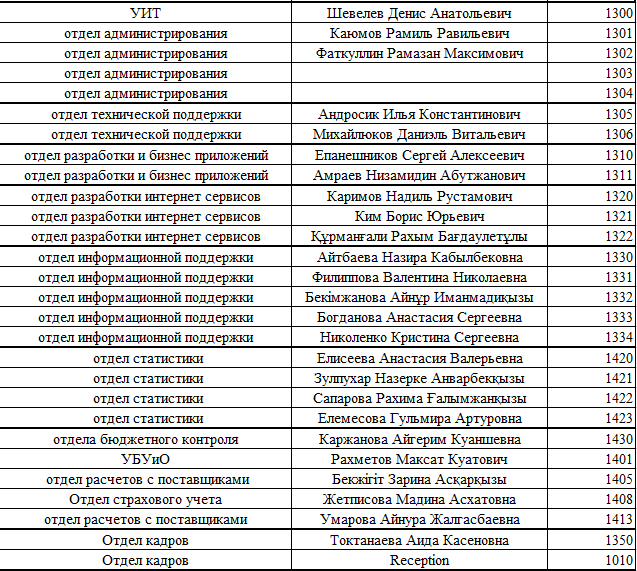 УИТ Шевелев Денис Анатольевич 1300
отдел администрирования Каюмов Рамиль Равильевич 1301
отдел администрирования Фаткуллин Рамазан Максимович 1302
отдел администрирования 1303
отдел администрирования 1304
отдел технической поддержки Андросик Илья Константинович 1305
отдел технической поддержки Михайлюков Даниэль Витальевич 1306
отдел разработки и бизнес приложений Епанешников Сергей Алексеевич 1310
отдел разработки и бизнес приложений Амраев Низамидин Абутжанович 1311
отдел разработки интернет сервисов Каримов Надиль Рустамович 1320
отдел разработки интернет сервисов Ким Борис Юрьевич 1321
отдел разработки интернет сервисов Құрманғали Рахым Бағдаулетұлы 1322
отдел информационной поддержки Айтбаева Назира Кабылбековна 1330
отдел информационной поддержки Филиппова Валентина Николаевна 1331
отдел информационной поддержки Бекімжанова Айнұр Иманмадиқызы 1332
отдел информационной поддержки Богданова Анастасия Сергеевна 1333
отдел информационной поддержки Николенко Кристина Сергеевна 1334
отдел статистики Елисеева Анастасия Валерьевна 1420
отдел статистики Зулпухар Назерке Анварбекқызы 1421
отдел статистики Сапарова Рахима Ғалымжанқызы 1422
отдел статистики Елемесова Гульмира Артуровна 1423
отдела бюджетного контроля Каржанова Айгерим Куаншевна 1430
УБУиО Рахметов Максат Куатович 1401
отдел расчетов с поставщиками Бекжігіт Зарина Асқарқызы 1405
Отдел страхового учета Жетписова Мадина Асхатовна 1408
отдел расчетов с поставщиками Умарова Айнура Жалгасбаевна 1413
Отдел кадров Токтанаева Аида Касеновна 1350
Отдел кадров Reception 1010